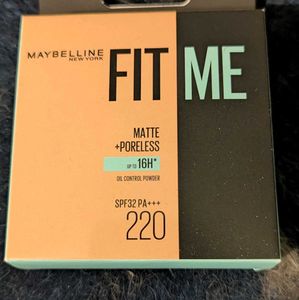 MAYBELLINE
NEW YORK
FIT ME
MATTE
+PORELESS
UP TO 16H*
OIL CONTROL POWDER
SPF32 PA+++
220